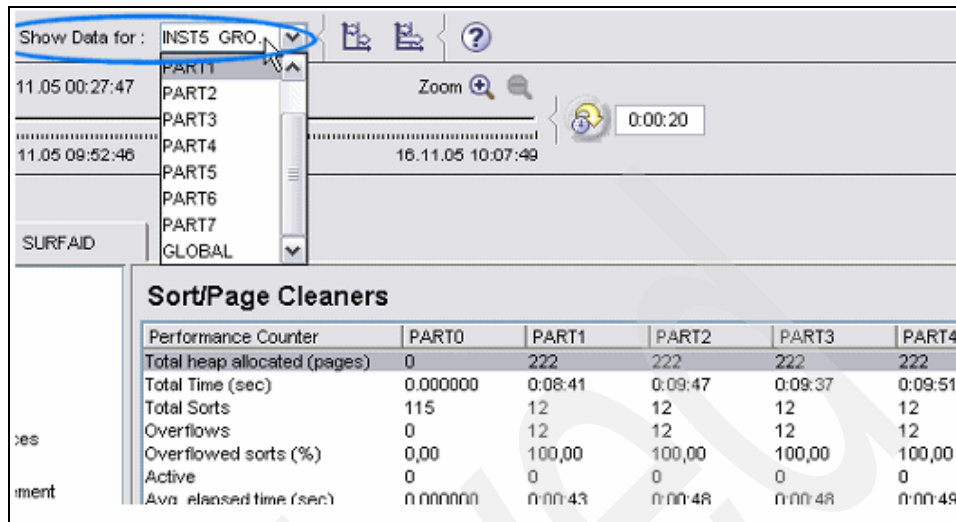 Show Data for : INST5 GRO.
PART1
11.05 00:27:47
PART2
Zoom
PART3
0:00:20
PART4
11.05 09:52:46
16.11.05 10:07:49
PART5
PART6
PART7
SURFAID
GLOBAL
Sort/Page Cleaners
Performance Counter PART0 PART1 PART2 PART3 PART4
Total heap allocated (pages) 0 222 222 222 222
Total Time (sec) 0.000000 0:08:41 0:09:47 0:09:37 0:09:51
Total Sorts 115 12 12 12 12
Overflows 0 12 12 12 12
ces
Overflowed sorts (%) 0,00 100,00 100,00 100,00 100,00
Active 0 0 0 0 0
ment
Avg. elapsed time (sec) 0.000000 0:00:43 0:00:48 0:00:48 0:00:49